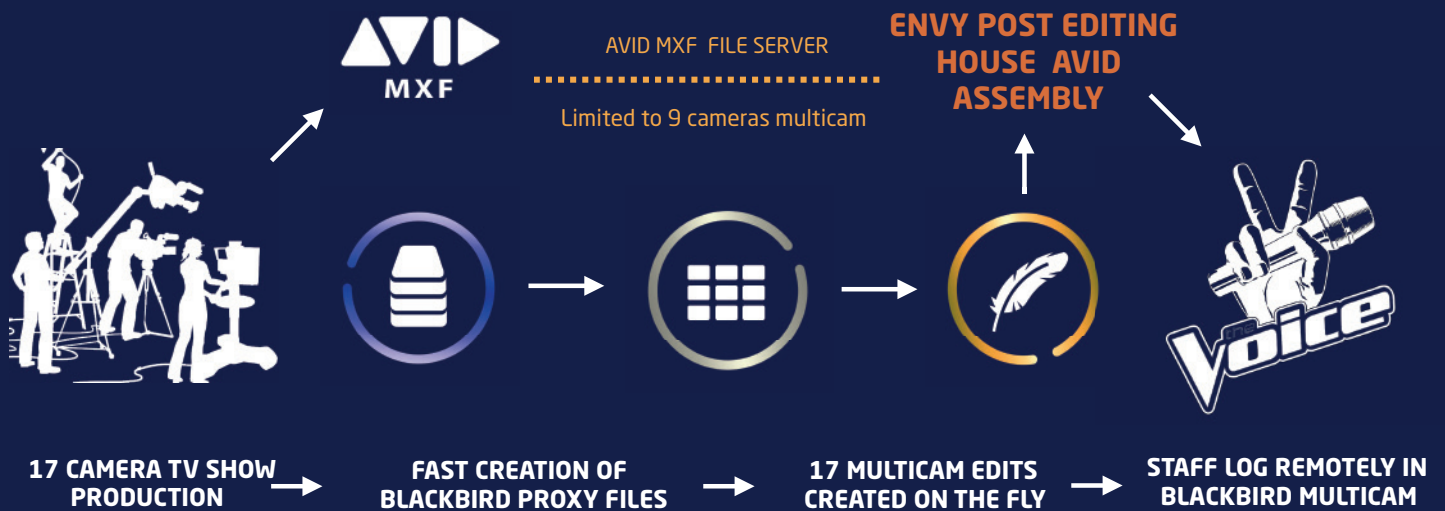 AVID
MXF
AVID MXF FILE SERVER
Limited to 9 cameras multicam
ENVY POST EDITING
HOUSE AVID
ASSEMBLY
the
Voice
17 CAMERA TV SHOW
PRODUCTION
FAST CREATION OF
BLACKBIRD PROXY FILES
17 MULTICAM EDITS
CREATED ON THE FLY
STAFF LOG REMOTELY IN
BLACKBIRD MULTICAM